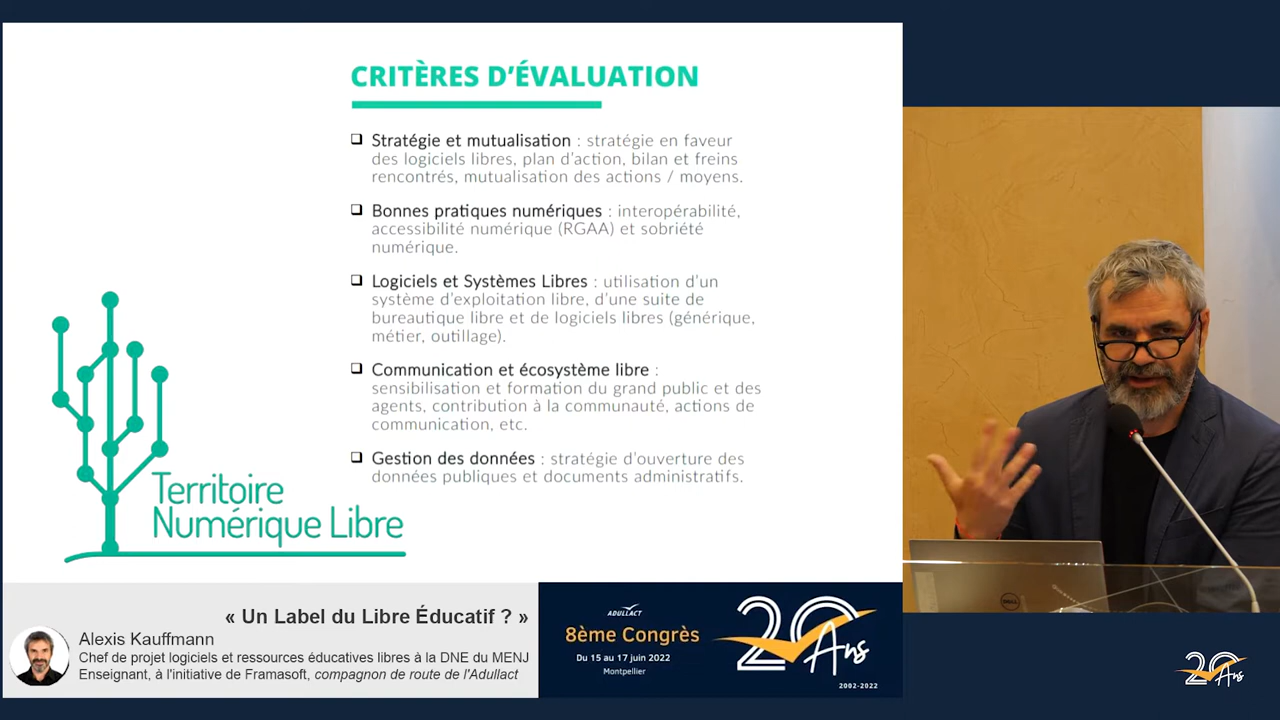 CRITÈRES D'ÉVALUATION
❑ Stratégie et mutualisation : stratégie en faveur
des logiciels libres, plan d'action, bilan et freins
rencontrés, mutualisation des actions / moyens.
❑ Bonnes pratiques numériques : interopérabilité,
accessibilité numérique (RGAA) et sobriété
numérique.
❑ Logiciels et Systèmes Libres : utilisation d'un
système d'exploitation libre, d'une suite de
bureautique libre et de logiciels libres (générique,
métier, outillage).
❑ Communication et écosystème libre :
sensibilisation et formation du grand public et des
agents, contribution à la communauté, actions de
communication, etc.
❑ Gestion des données : stratégie d'ouverture des
données publiques et documents administratifs.
Territoire
Numérique Libre
« Un Label du Libre Éducatif ? »
Alexis Kauffmann
Chef de projet logiciels et ressources éducatives libres à la DNE du MENJ
Enseignant, à l'initiative de Framasoft, compagnon de route de l'Adullact
ADULLACT
8ème Congrès
Du 15 au 17 juin 2022
Montpellier
20
Ans
2002-2022
DELL
20
Ans